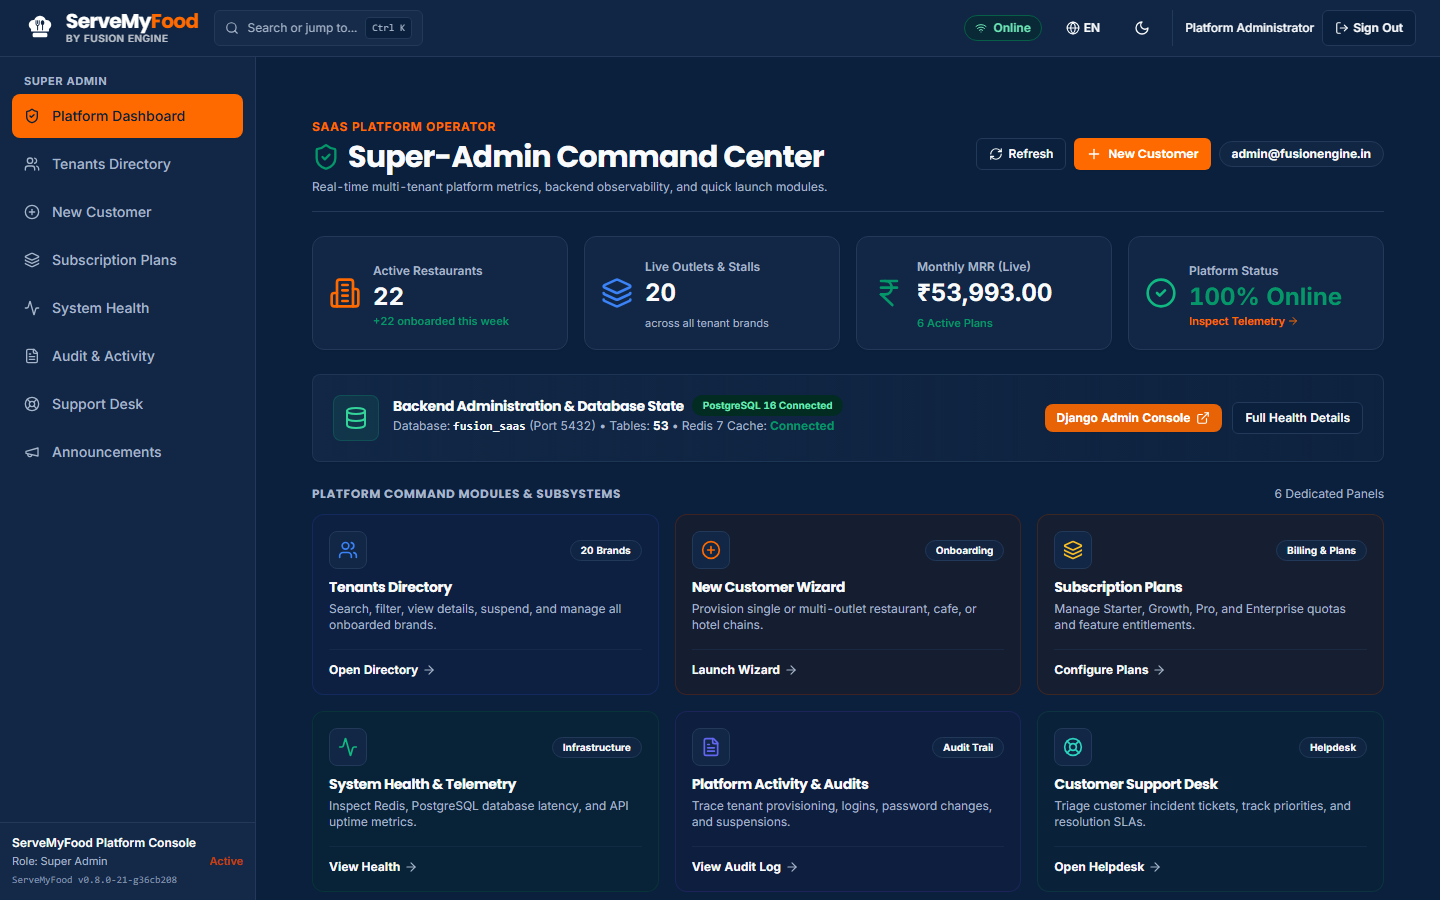 ServeMyFood
BY FUSION ENGINE
Search or jump to... Ctrl K
Online
EN
Platform Administrator
Sign Out
SUPER ADMIN
Platform Dashboard
Tenants Directory
New Customer
Subscription Plans
System Health
Audit & Activity
Support Desk
Announcements
ServeMyFood Platform Console
Role: Super Admin Active
ServeMyFood v0.8.0-21-g36cb208
SAAS PLATFORM OPERATOR
Super-Admin Command Center
Real-time multi-tenant platform metrics, backend observability, and quick launch modules.
Refresh
New Customer
admin@fusionengine.in
Active Restaurants
22
+22 onboarded this week
Live Outlets & Stalls
20
across all tenant brands
Monthly MRR (Live)
₹53,993.00
6 Active Plans
Platform Status
100% Online
Inspect Telemetry →
Backend Administration & Database State PostgreSQL 16 Connected
Database: fusion_saas (Port 5432) • Tables: 53 • Redis 7 Cache: Connected
Django Admin Console
Full Health Details
PLATFORM COMMAND MODULES & SUBSYSTEMS
6 Dedicated Panels
20 Brands
Tenants Directory
Search, filter, view details, suspend, and manage all
onboarded brands.
Open Directory →
Onboarding
New Customer Wizard
Provision single or multi-outlet restaurant, cafe, or
hotel chains.
Launch Wizard →
Billing & Plans
Subscription Plans
Manage Starter, Growth, Pro, and Enterprise quotas
and feature entitlements.
Configure Plans →
Infrastructure
System Health & Telemetry
Inspect Redis, PostgreSQL database latency, and API
uptime metrics.
View Health →
Audit Trail
Platform Activity & Audits
Trace tenant provisioning, logins, password changes,
and suspensions.
View Audit Log →
Helpdesk
Customer Support Desk
Triage customer incident tickets, track priorities, and
resolution SLAs.
Open Helpdesk →